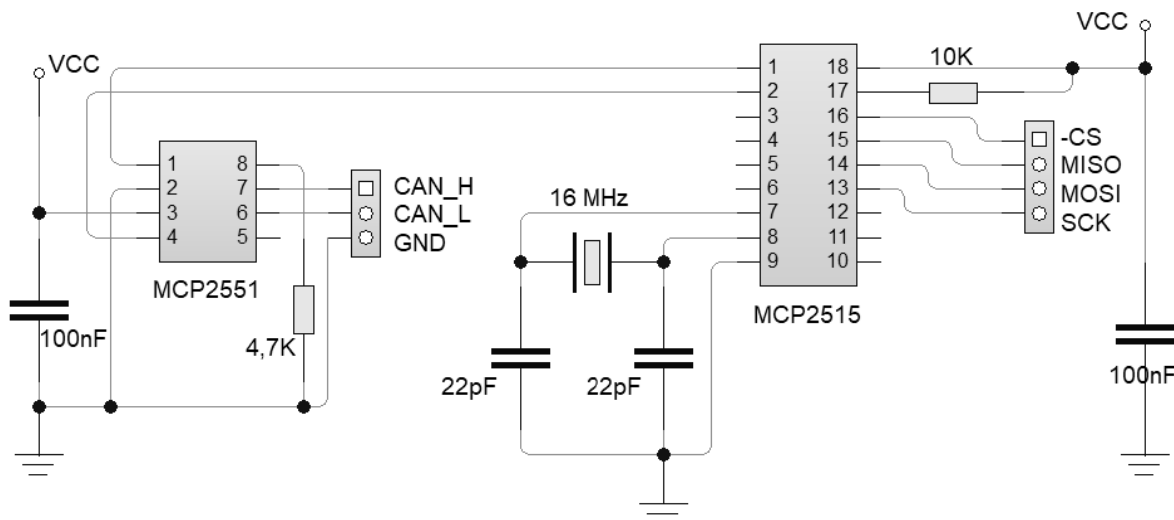 VCC
VCC
10K
1 18
2 17
3 16
4 15
5 14
6 13
7 12
8 11
9 10
MCP2515
-CS
MISO
MOSI
SCK
1 8
2 7
3 6
4 5
MCP2551
CAN_H
CAN_L
GND
16 MHz
100nF
4,7K
22pF
22pF
100nF